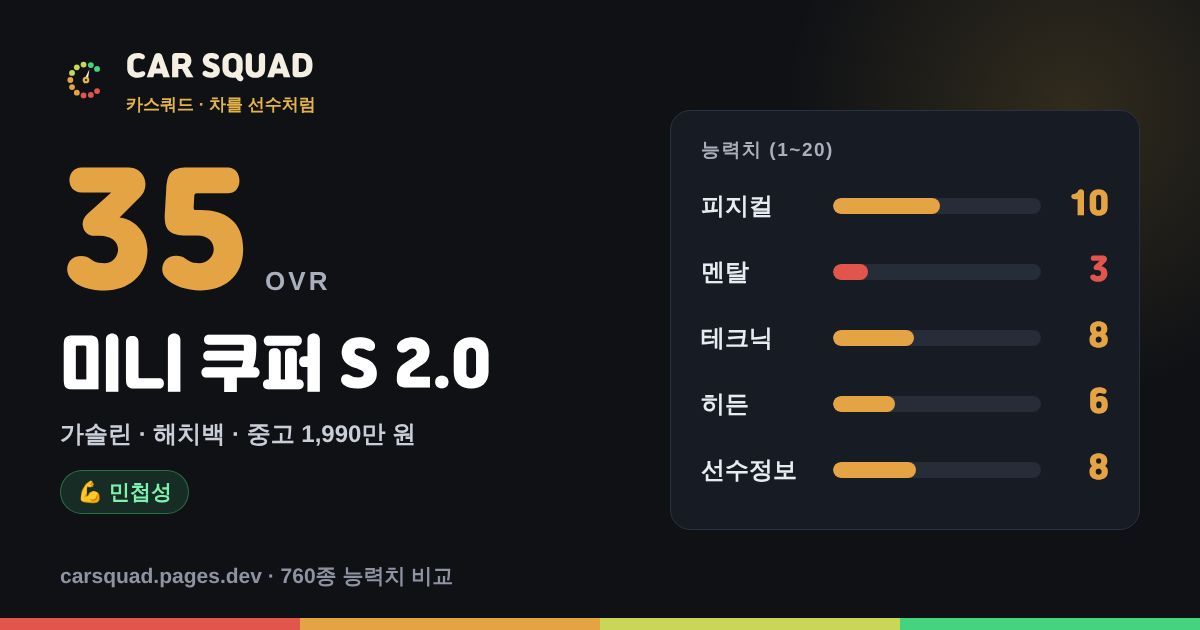 CAR SQUAD
카스쿼드 · 차를 선수처럼
35 OVR
미니 쿠퍼 S 2.0
가솔린 · 해치백 · 중고 1,990만 원
💪 민첩성
carsquad.pages.dev · 760종 능력치 비교
능력치 (1~20)
피지컬 10
멘탈 3
테크닉 8
히든 6
선수정보 8